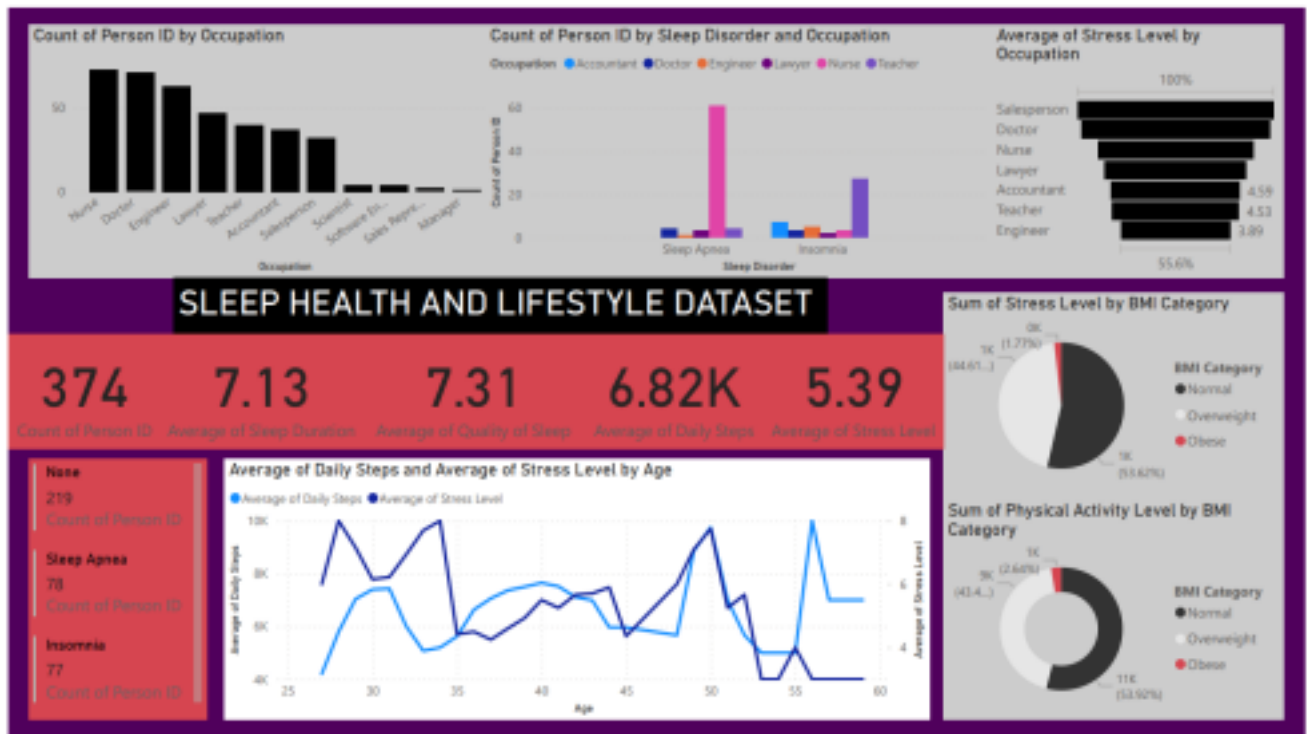 Count of Person ID by Occupation
50
0
Nurse
Doctor
Engineer
Lawyer
Teacher
Accountant
Salesperson
Scientist
Software En...
Sales Repre...
Manager
Occupation
Count of Person ID by Sleep Disorder and Occupation
Occupation Accountant Doctor Engineer Lawyer Nurse Teacher
Count of Person ID
60
40
20
0
Sleep Apnea Insomnia
Sleep Disorder
Average of Stress Level by
Occupation
100%
Salesperson
Doctor
Nurse
Lawyer
Accountant 4.59
Teacher 4.53
Engineer 3.89
55.6%
SLEEP HEALTH AND LIFESTYLE DATASET
374
Count of Person ID
7.13
Average of Sleep Duration
7.31
Average of Quality of Sleep
6.82K
Average of Daily Steps
5.39
Average of Stress Level
None
219
Count of Person ID
Sleep Apnea
78
Count of Person ID
Insomnia
77
Count of Person ID
Average of Daily Steps and Average of Stress Level by Age
Average of Daily Steps Average of Stress Level
Average of Daily Steps
10K
8K
6K
4K
25 30 35 40 45 50 55 60
Age
8
6
4
Average of Stress Level
Sum of Stress Level by BMI Category
0K
(1.77%)
1K
(44.61...)
1K
(53.62%)
BMI Category
Normal
Overweight
Obese
Sum of Physical Activity Level by BMI
Category
1K
(2.64%)
9K
(43.4...)
11K
(53.92%)
BMI Category
Normal
Overweight
Obese